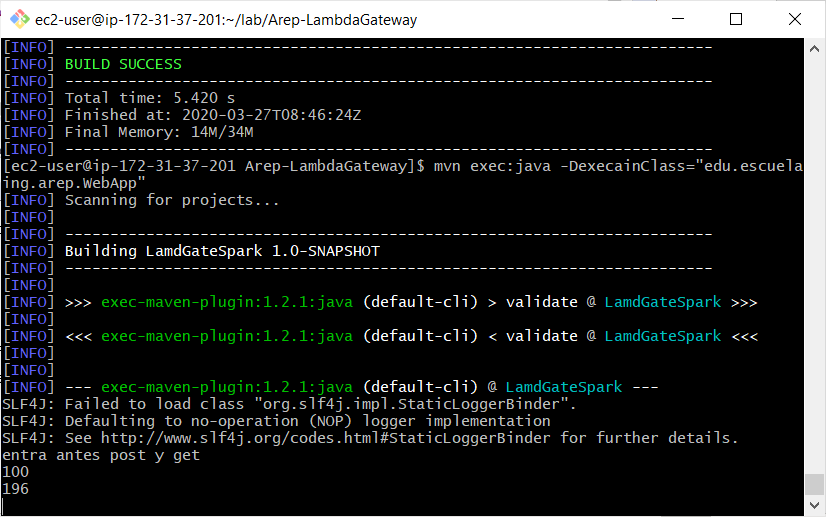 ec2-user@ip-172-31-37-201:~/lab/Arep-LambdaGateway
[INFO] ------------------------------------------------------------------------
[INFO] BUILD SUCCESS
[INFO] ------------------------------------------------------------------------
[INFO] Total time: 5.420 s
[INFO] Finished at: 2020-03-27T08:46:24Z
[INFO] Final Memory: 14M/34M
[INFO] ------------------------------------------------------------------------
[ec2-user@ip-172-31-37-201 Arep-LambdaGateway]$ mvn exec:java -DexecainClass="edu.escuela
ing.arep.WebApp"
[INFO] Scanning for projects...
[INFO]
[INFO] ------------------------------------------------------------------------
[INFO] Building LamdGateSpark 1.0-SNAPSHOT
[INFO] ------------------------------------------------------------------------
[INFO]
[INFO] >>> exec-maven-plugin:1.2.1:java (default-cli) > validate @ LamdGateSpark >>>
[INFO]
[INFO] <<< exec-maven-plugin:1.2.1:java (default-cli) < validate @ LamdGateSpark <<<
[INFO]
[INFO]
[INFO] --- exec-maven-plugin:1.2.1:java (default-cli) @ LamdGateSpark ---
SLF4J: Failed to load class "org.slf4j.impl.StaticLoggerBinder".
SLF4J: Defaulting to no-operation (NOP) logger implementation
SLF4J: See http://www.slf4j.org/codes.html#StaticLoggerBinder for further details.
entra antes post y get
100
196